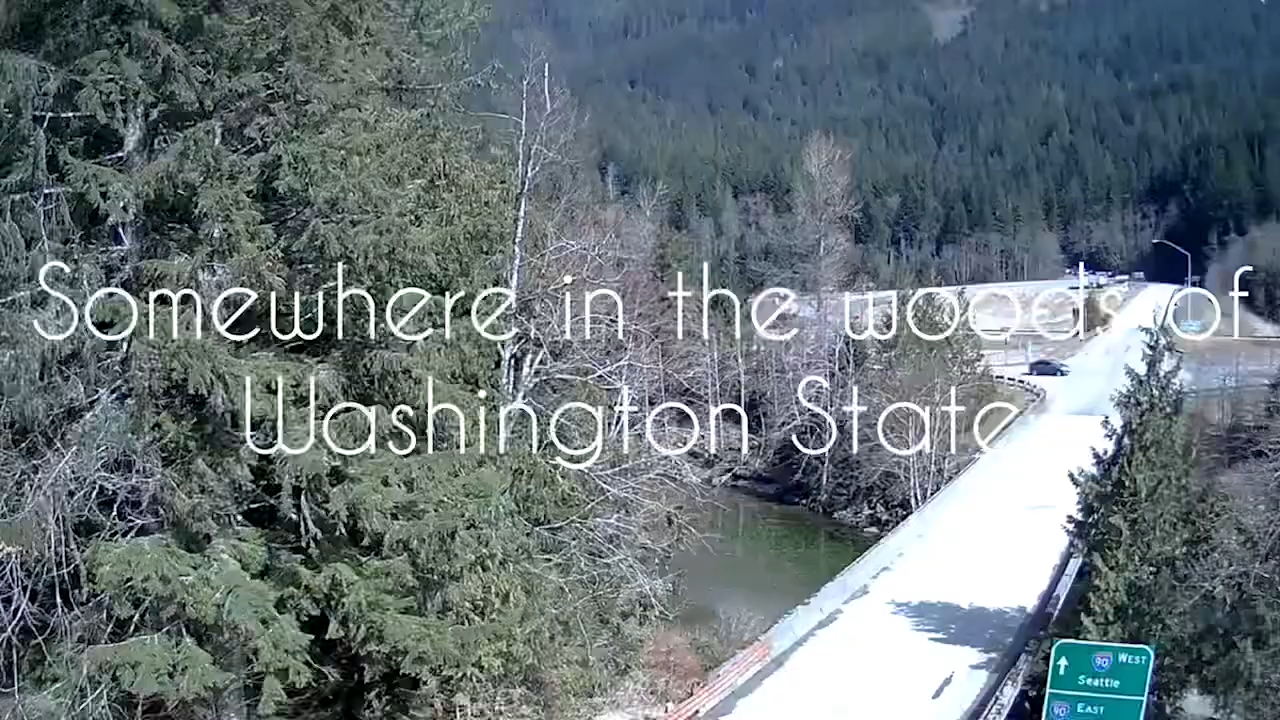 Somewhere in the woods of
Washington State
90 WEST
Seattle
90 EAST